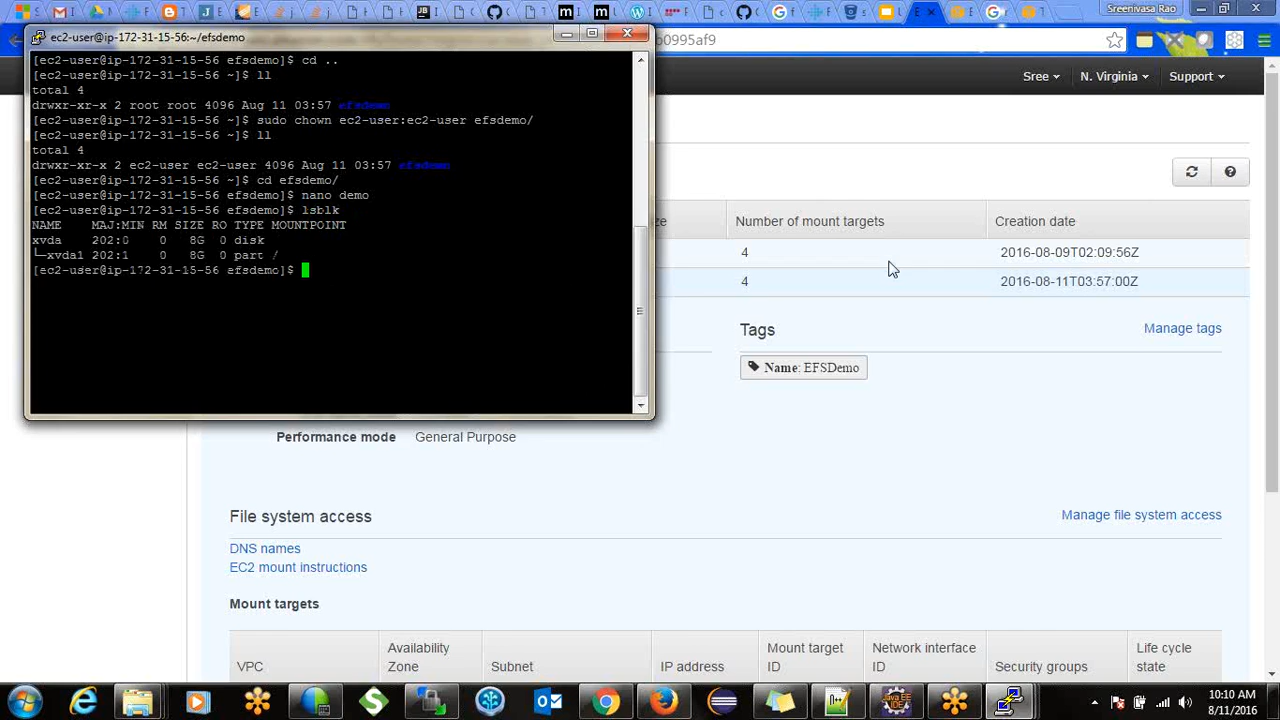 Sreenivasa Rao
ec2-user@ip-172-31-15-56:~/efsdemo
[ec2-user@ip-172-31-15-56 efsdemo]$ cd ..
[ec2-user@ip-172-31-15-56 ~]$ ll
total 4
drwxr-xr-x 2 root root 4096 Aug 11 03:57 efsdemo
[ec2-user@ip-172-31-15-56 ~]$ sudo chown ec2-user:ec2-user efsdemo/
[ec2-user@ip-172-31-15-56 ~]$ ll
total 4
drwxr-xr-x 2 ec2-user ec2-user 4096 Aug 11 03:57 efsdemo
[ec2-user@ip-172-31-15-56 ~]$ cd efsdemo/
[ec2-user@ip-172-31-15-56 efsdemo]$ nano demo
[ec2-user@ip-172-31-15-56 efsdemo]$ lsblk
NAME MAJ:MIN RM SIZE RO TYPE MOUNTPOINT
xvda 202:0 0 8G 0 disk
└─xvda1 202:1 0 8G 0 part /
[ec2-user@ip-172-31-15-56 efsdemo]$
b0995af9
Sree N. Virginia Support
Number of mount targets Creation date
4 2016-08-09T02:09:56Z
4 2016-08-11T03:57:00Z
Tags Manage tags
Name: EFSDemo
Performance mode General Purpose
File system access Manage file system access
DNS names
EC2 mount instructions
Mount targets
VPC Availability Zone Subnet IP address Mount target ID Network interface ID Security groups Life cycle state
10:10 AM
8/11/2016